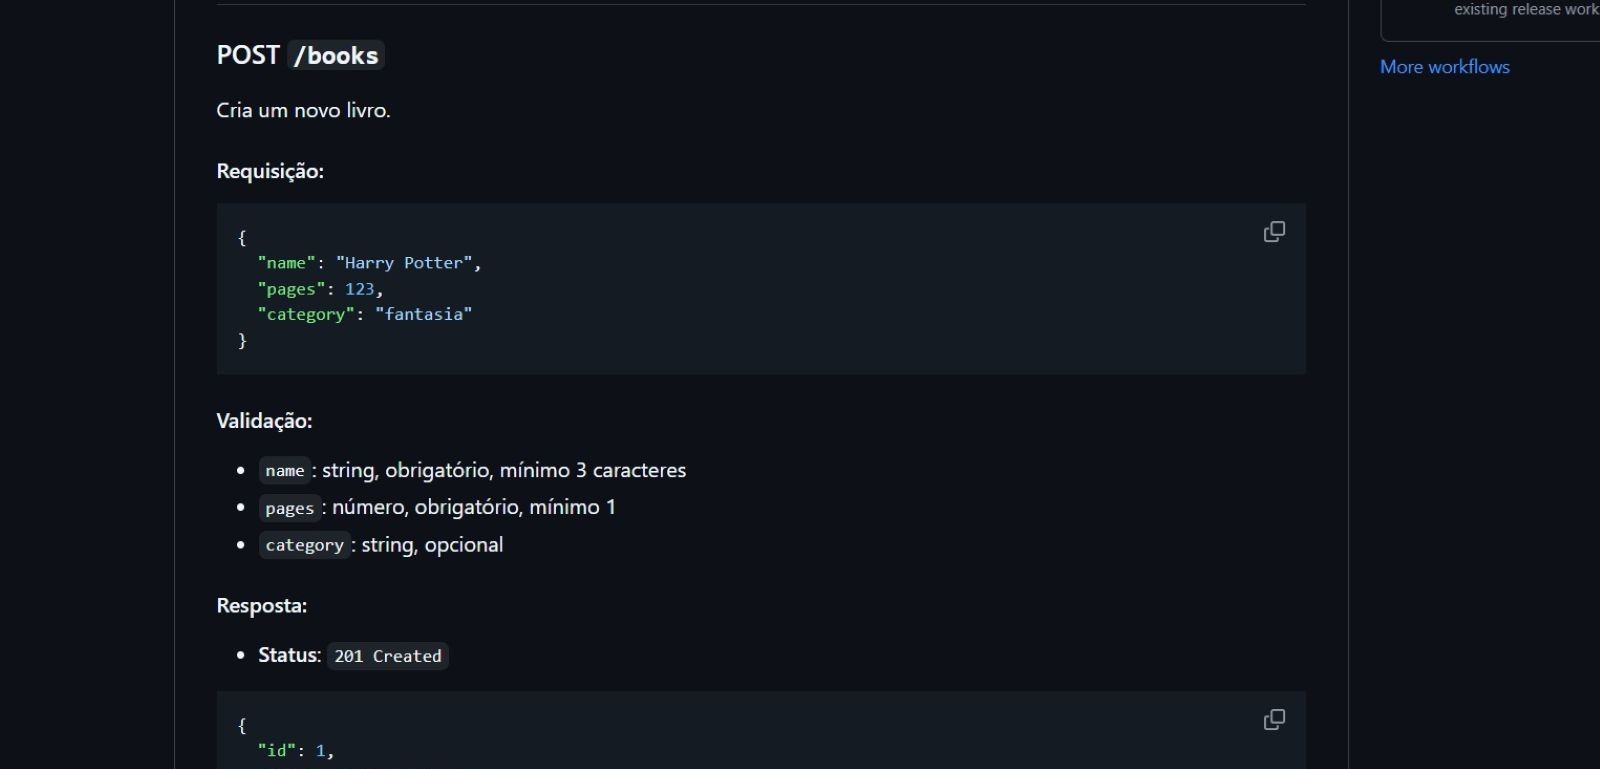 existing release work
More workflows
POST /books
Cria um novo livro.
Requisição:
{
"name": "Harry Potter",
"pages": 123,
"category": "fantasia"
}
Validação:
name: string, obrigatório, mínimo 3 caracteres
pages: número, obrigatório, mínimo 1
category: string, opcional
Resposta:
Status: 201 Created
{
"id": 1,